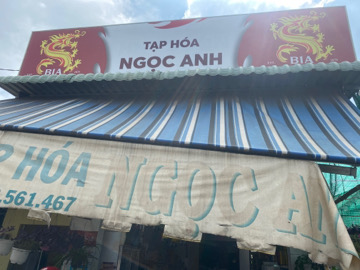 TẠP HÓA
NGỌC ANH
BIA
BIA
P HÓA
NGỌC A
.561.467